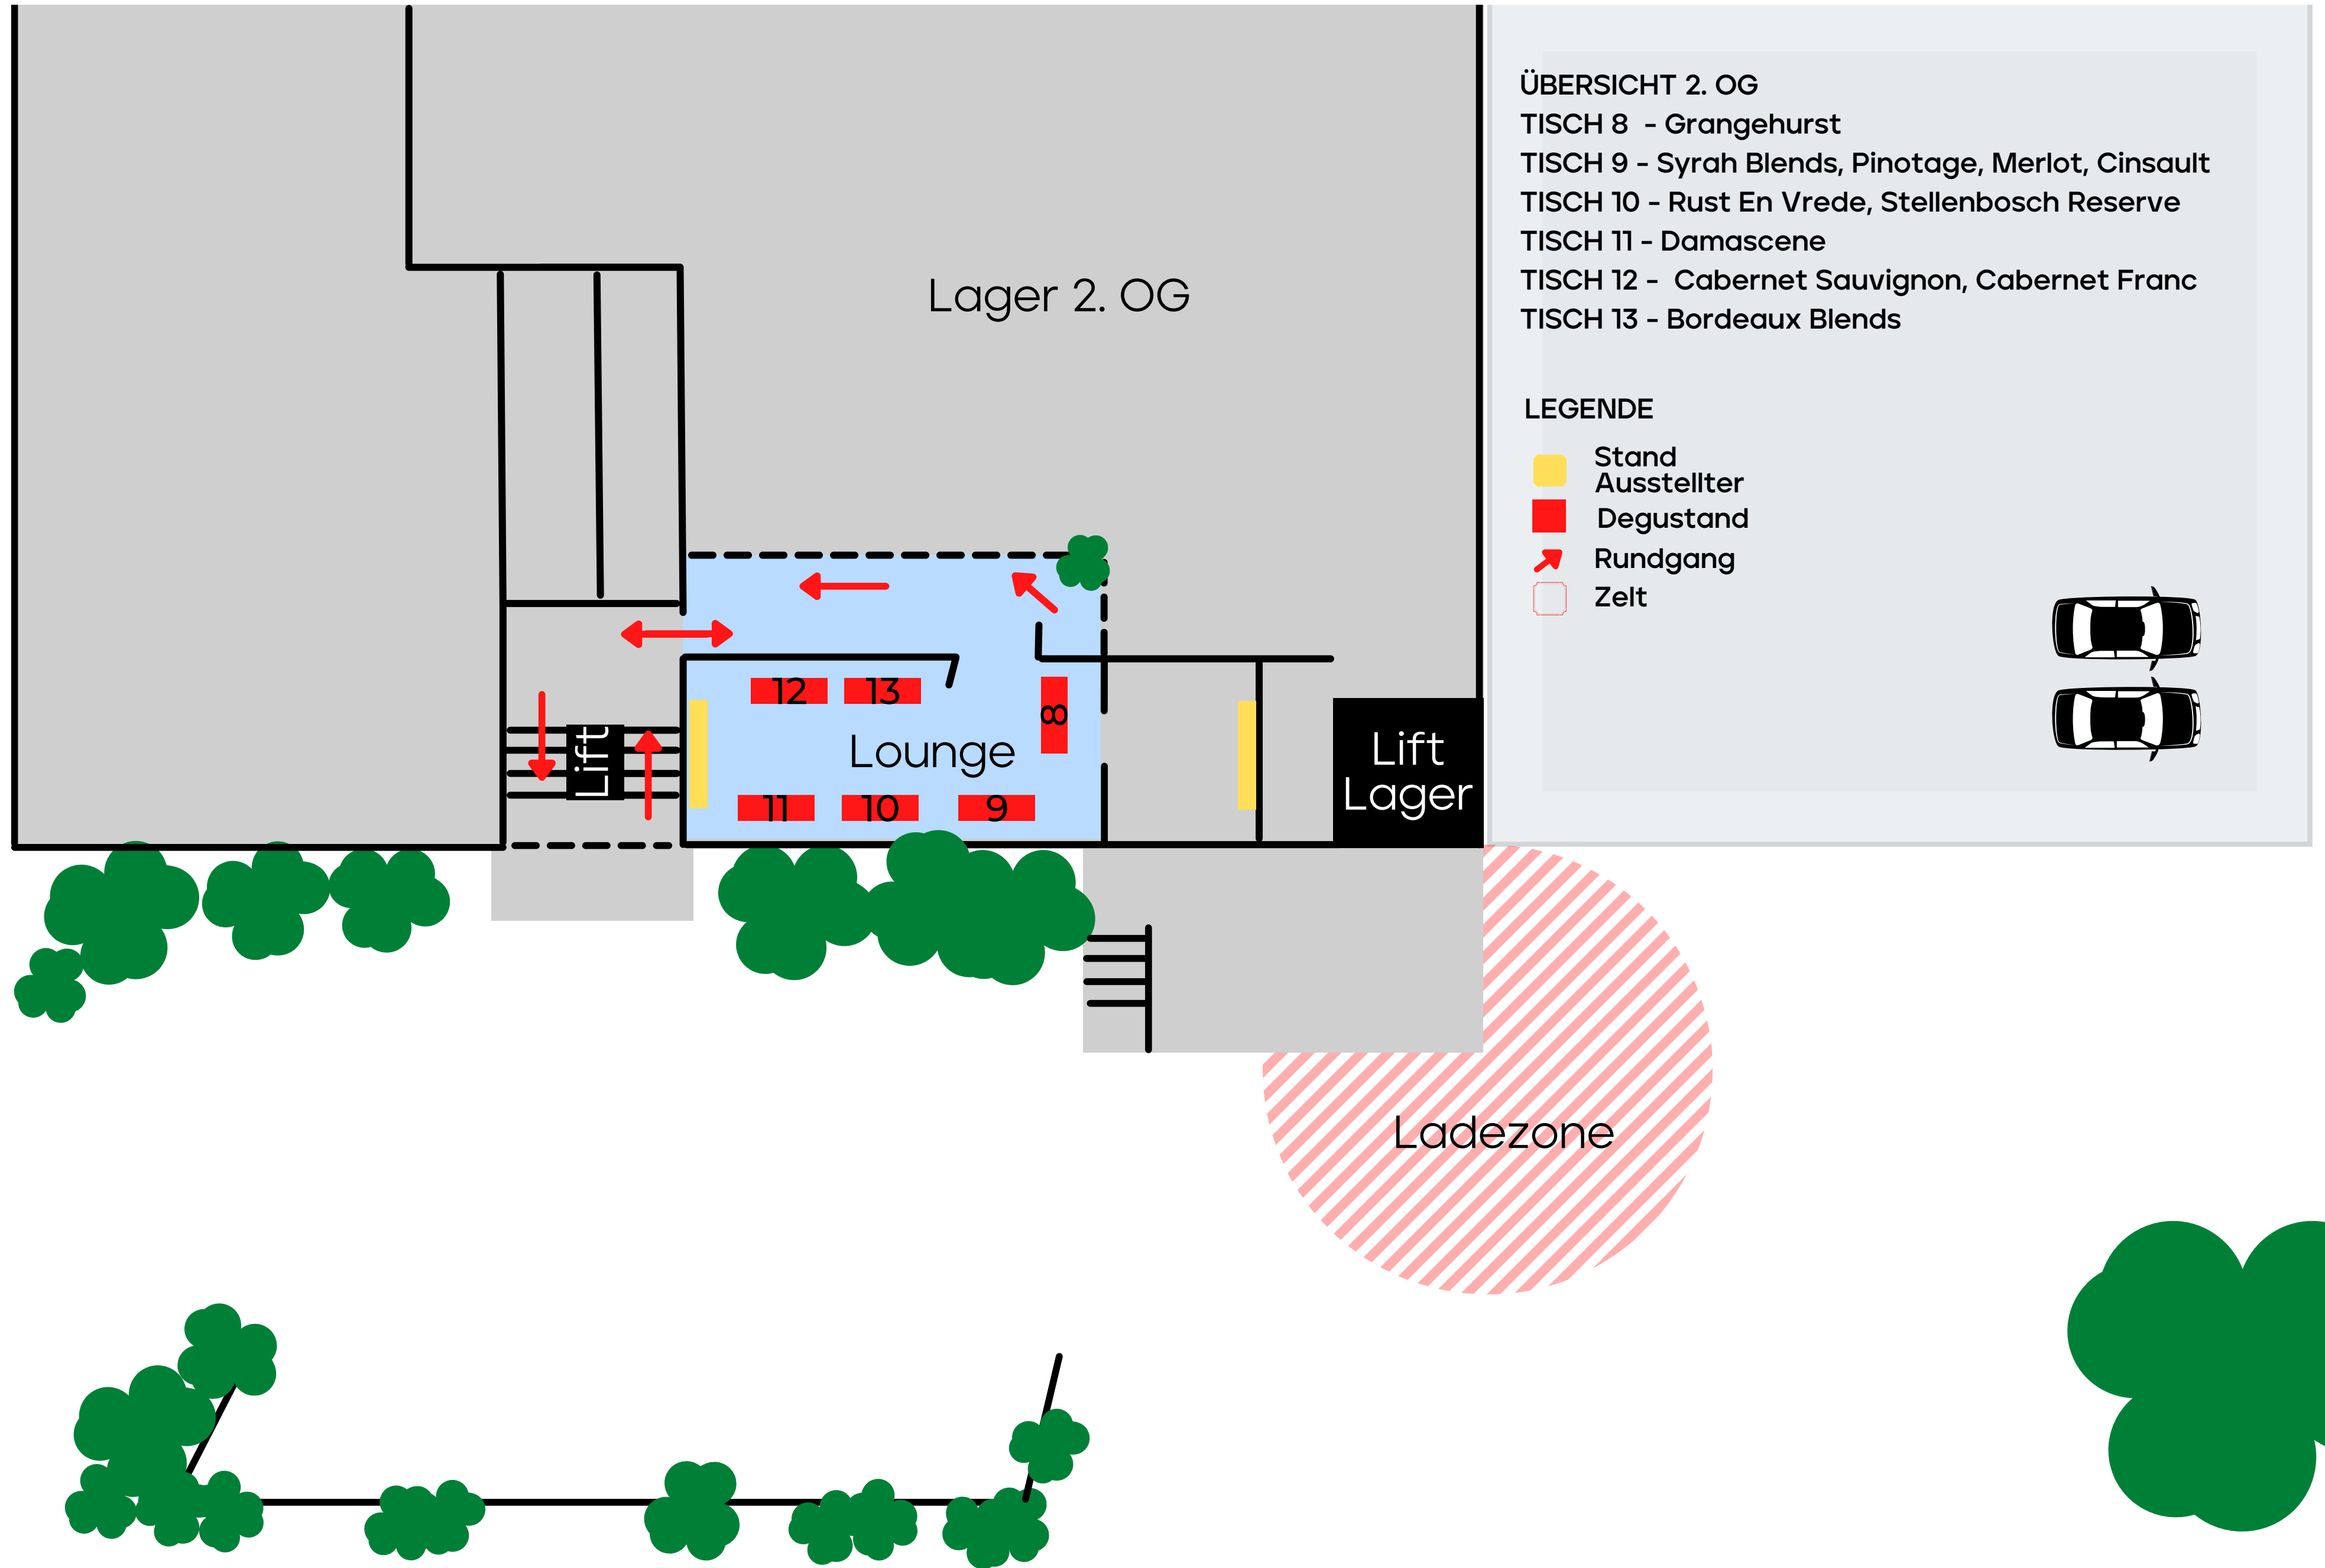 ÜBERSICHT 2. OG
TISCH 8 - Grangehurst
TISCH 9 - Syrah Blends, Pinotage, Merlot, Cinsault
TISCH 10 - Rust En Vrede, Stellenbosch Reserve
TISCH 11 - Damascene
TISCH 12 - Cabernet Sauvignon, Cabernet Franc
TISCH 13 - Bordeaux Blends
LEGENDE
Stand
Ausstellter
Degustand
Rundgang
Zelt
Lager 2. OG
12
13
8
Lounge
Lift
11
10
9
Lift
Lager
Ladezone